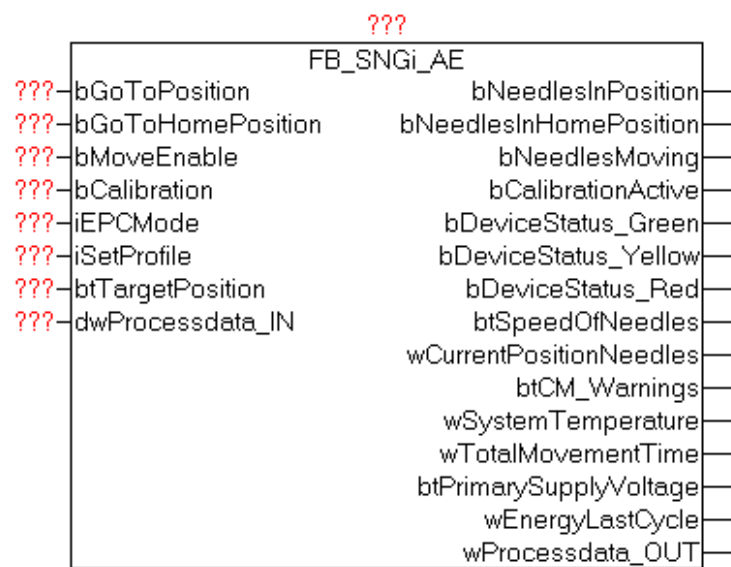 ???
FB_SNGi_AE
??? bGoToPosition bNeedlesInPosition
??? bGoToHomePosition bNeedlesInHomePosition
??? bMoveEnable bNeedlesMoving
??? bCalibration bCalibrationActive
??? iEPCMode bDeviceStatus_Green
??? iSetProfile bDeviceStatus_Yellow
??? btTargetPosition bDeviceStatus_Red
??? dwProcessdata_IN btSpeedOfNeedles
wCurrentPositionNeedles
btCM_Warnings
wSystemTemperature
wTotalMovementTime
btPrimarySupplyVoltage
wEnergyLastCycle
wProcessdata_OUT